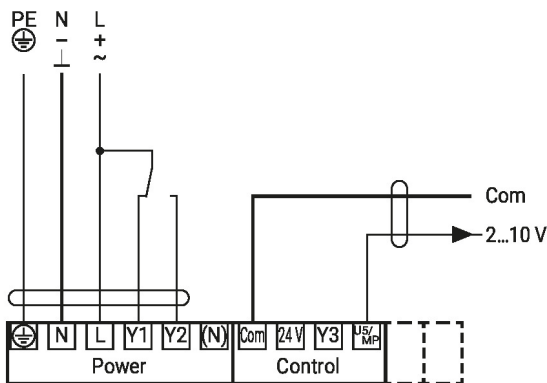 PE N L
- +
~
Com
2...10 V
N L Y1 Y2 (N) Com 24 V Y3 U5/MP
Power Control